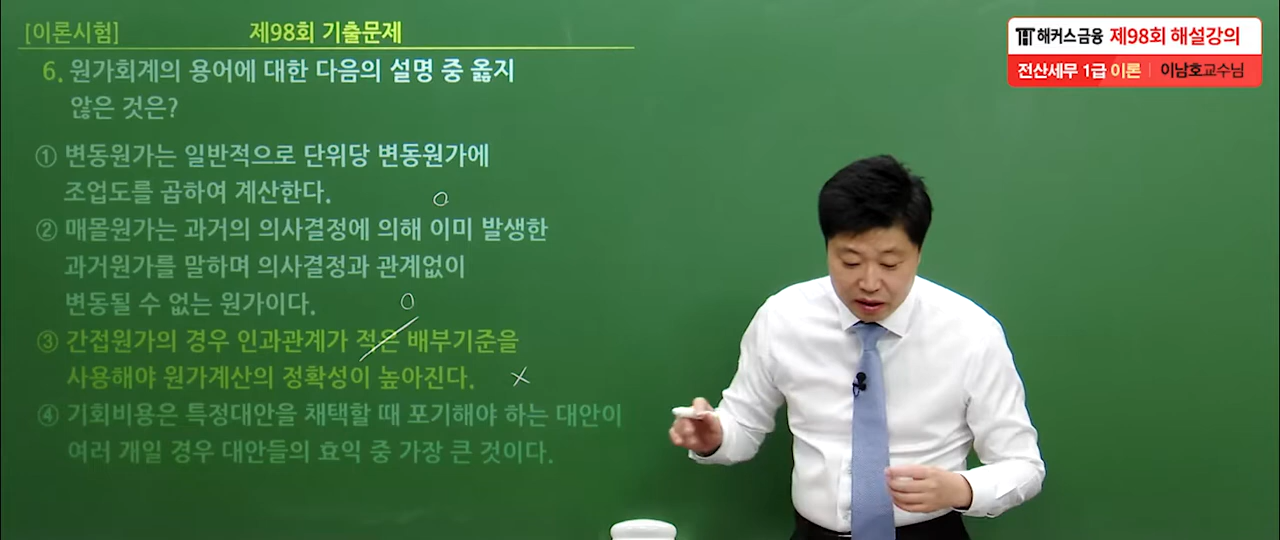 [이론시험] 제98회 기출문제
해커스금융 제98회 해설강의
전산세무 1급 이론 | 이남호교수님
6. 원가회계의 용어에 대한 다음의 설명 중 옳지
않은 것은?
① 변동원가는 일반적으로 단위당 변동원가에
조업도를 곱하여 계산한다. o
② 매몰원가는 과거의 의사결정에 의해 이미 발생한
과거원가를 말하며 의사결정과 관계없이
변동될 수 없는 원가이다. o
③ 간접원가의 경우 인과관계가 적은 배부기준을
사용해야 원가계산의 정확성이 높아진다. x
④ 기회비용은 특정대안을 채택할 때 포기해야 하는 대안이
여러 개일 경우 대안들의 효익 중 가장 큰 것이다.